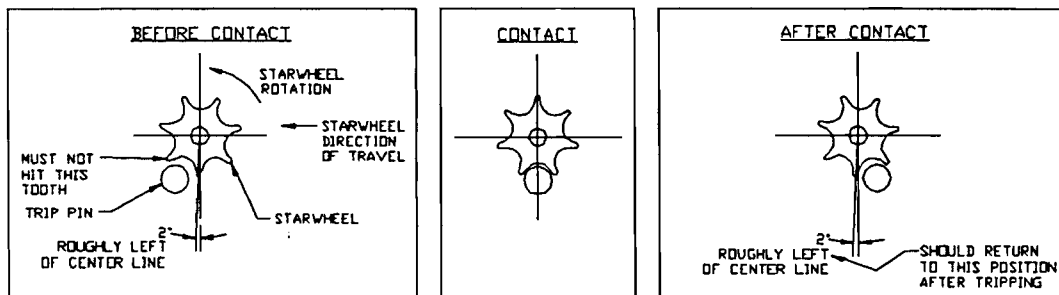 BEFORE CONTACT
STARWHEEL
ROTATION
STARWHEEL
DIRECTION
OF TRAVEL
MUST NOT
HIT THIS
TOOTH
TRIP PIN
STARWHEEL
2°
ROUGHLY LEFT
OF CENTER LINE
CONTACT
AFTER CONTACT
2°
ROUGHLY LEFT
OF CENTER LINE
SHOULD RETURN
TO THIS POSITION
AFTER TRIPPING